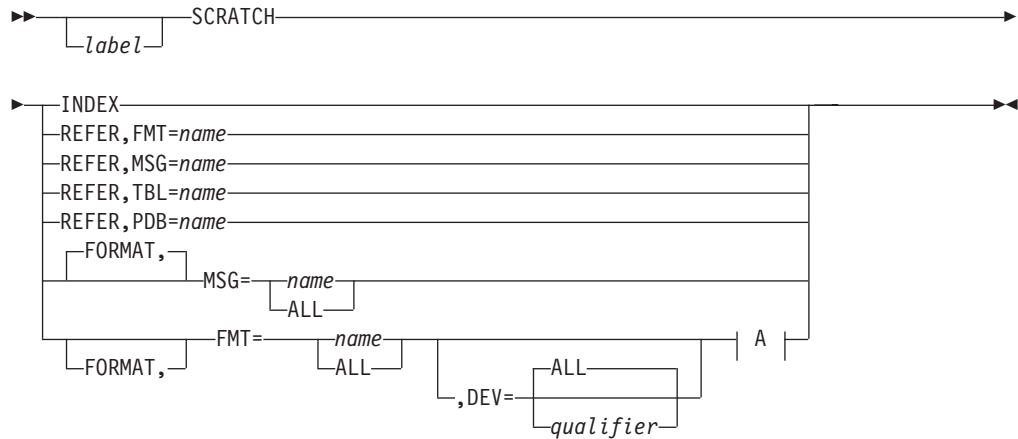 SCRATCH
label
INDEX
REFER,FMT=name
REFER,MSG=name
REFER,TBL=name
REFER,PDB=name
FORMAT,
MSG= name
ALL
FMT= name A
FORMAT, ALL ALL
,DEV=
qualifier